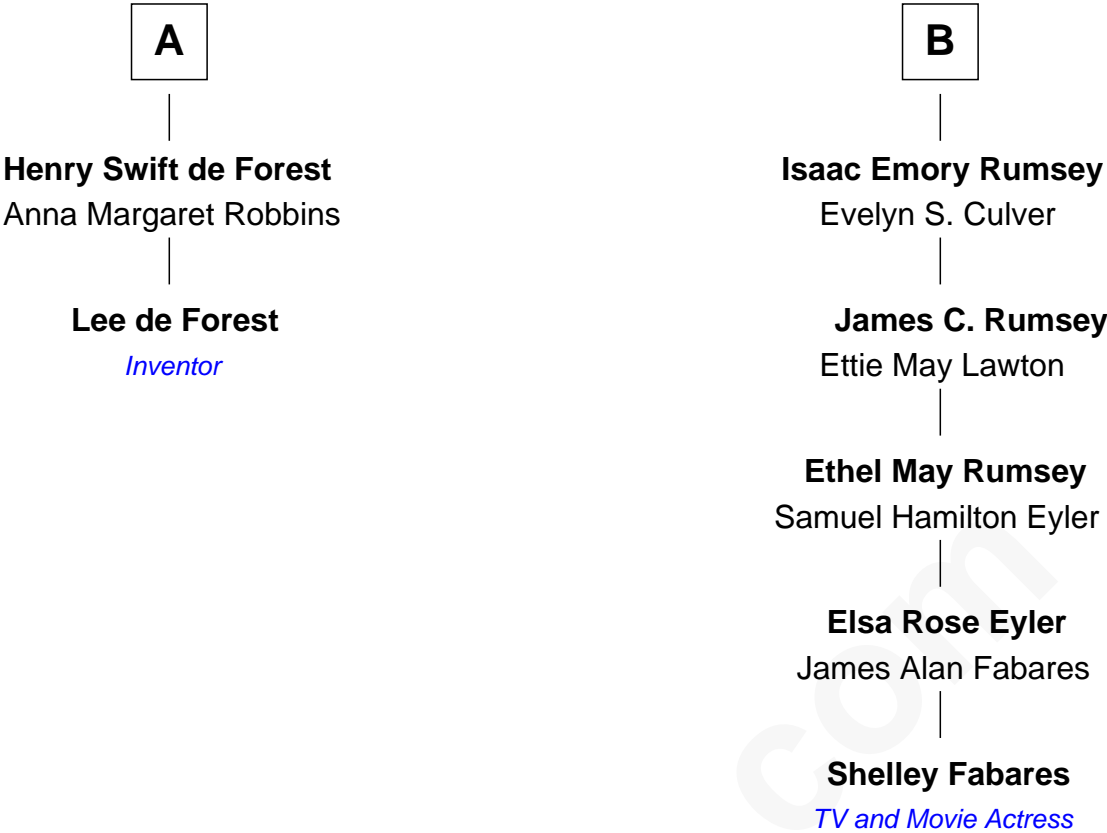 A
Henry Swift de Forest
Anna Margaret Robbins
Lee de Forest
Inventor
B
Isaac Emory Rumsey
Evelyn S. Culver
James C. Rumsey
Ettie May Lawton
Ethel May Rumsey
Samuel Hamilton Eyler
Elsa Rose Eyler
James Alan Fabares
Shelley Fabares
TV and Movie Actress
com